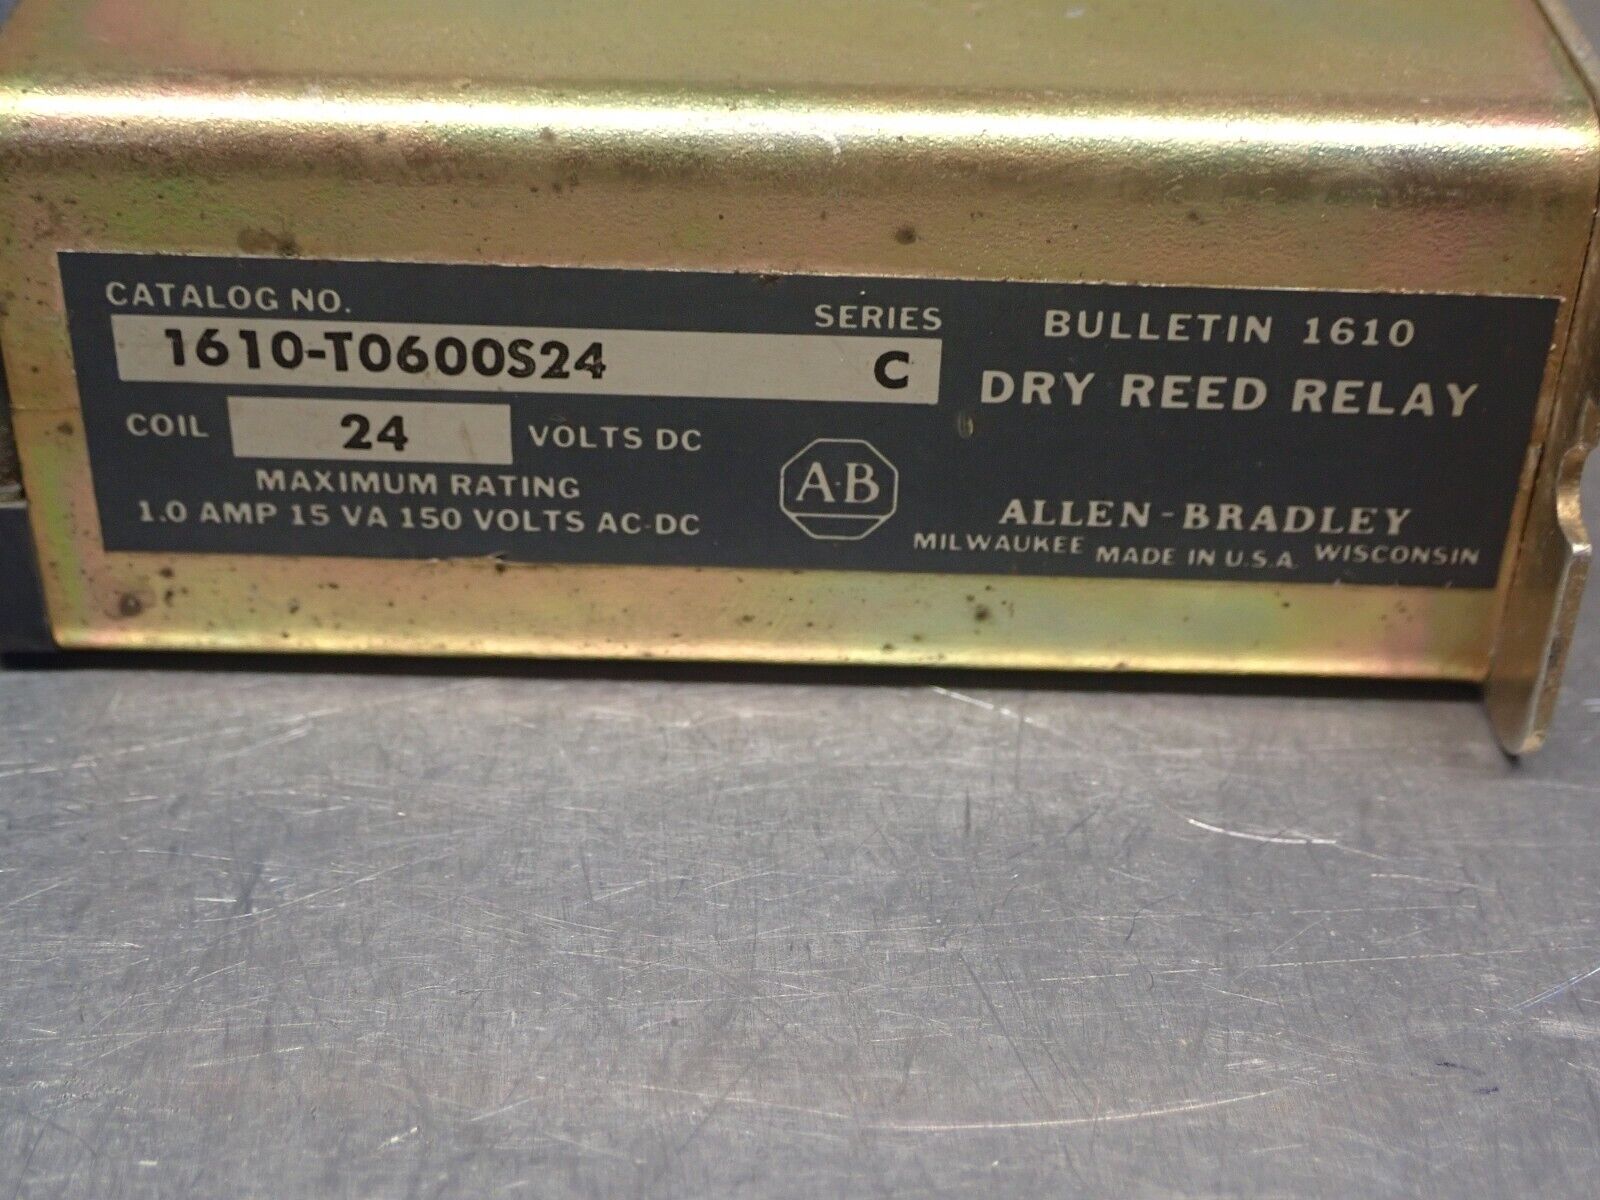 CATALOG NO.
SERIES
1610-T0600S24 C
COIL 24 VOLTS DC
MAXIMUM RATING
1.0 AMP 15 VA 150 VOLTS AC-DC
A-B
BULLETIN 1610
DRY REED RELAY
ALLEN-BRADLEY
MILWAUKEE MADE IN U.S.A. WISCONSIN